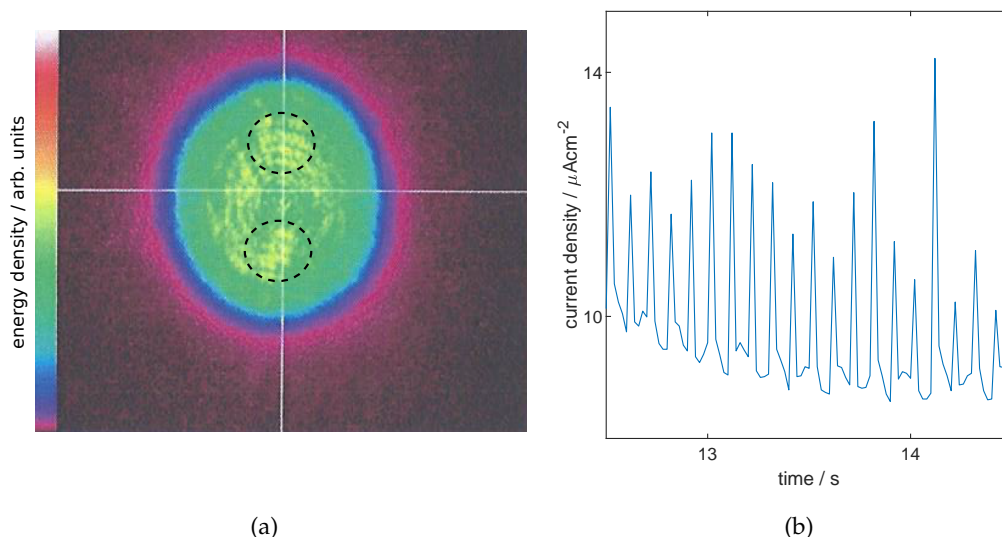 energy density / arb. units
14
10
current density / μAcm-2
13
14
time / s
(a)
(b)